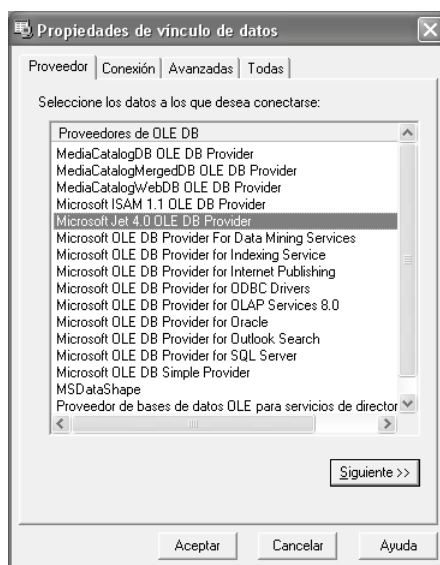 Propiedades de vínculo de datos
Proveedor Conexión Avanzadas Todas
Seleccione los datos a los que desea conectarse:
Proveedores de OLE DB
MediaCatalogDB OLE DB Provider
MediaCatalogMergedDB OLE DB Provider
MediaCatalogWebDB OLE DB Provider
Microsoft ISAM 1.1 OLE DB Provider
Microsoft Jet 4.0 OLE DB Provider
Microsoft OLE DB Provider For Data Mining Services
Microsoft OLE DB Provider for Indexing Service
Microsoft OLE DB Provider for Internet Publishing
Microsoft OLE DB Provider for ODBC Drivers
Microsoft OLE DB Provider for OLAP Services 8.0
Microsoft OLE DB Provider for Oracle
Microsoft OLE DB Provider for Outlook Search
Microsoft OLE DB Provider for SQL Server
Microsoft OLE DB Simple Provider
MSDataShape
Proveedor de bases de datos OLE para servicios de director
Siguiente >>
Aceptar Cancelar Ayuda